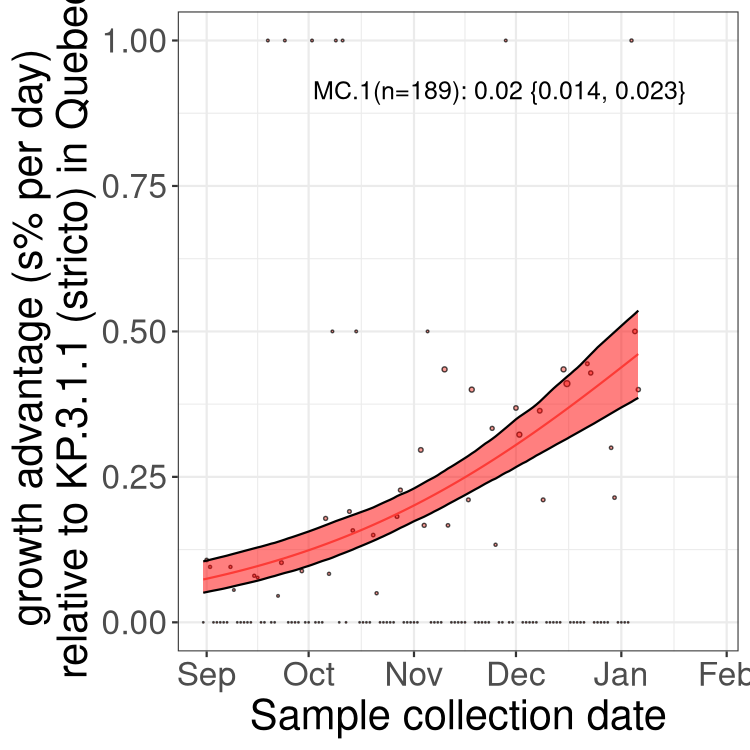 growth advantage (s% per day)
relative to KP.3.1.1 (stricto) in Quebec
1.00
0.75
0.50
0.25
0.00
MC.1(n=189): 0.02 {0.014, 0.023}
Sep Oct Nov Dec Jan Feb
Sample collection date